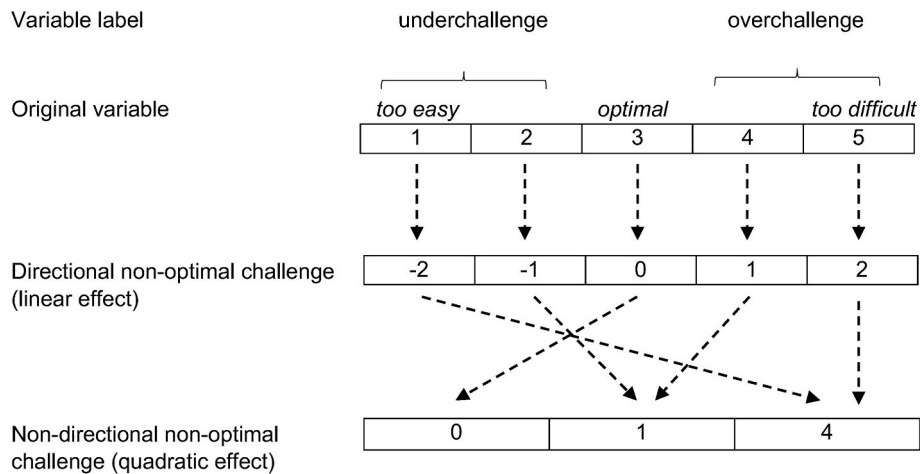 Variable label underchallenge overchallenge
Original variable too easy optimal too difficult
1 2 3 4 5
Directional non-optimal challenge
(linear effect)
-2 -1 0 1 2
Non-directional non-optimal
challenge (quadratic effect)
0 1 4